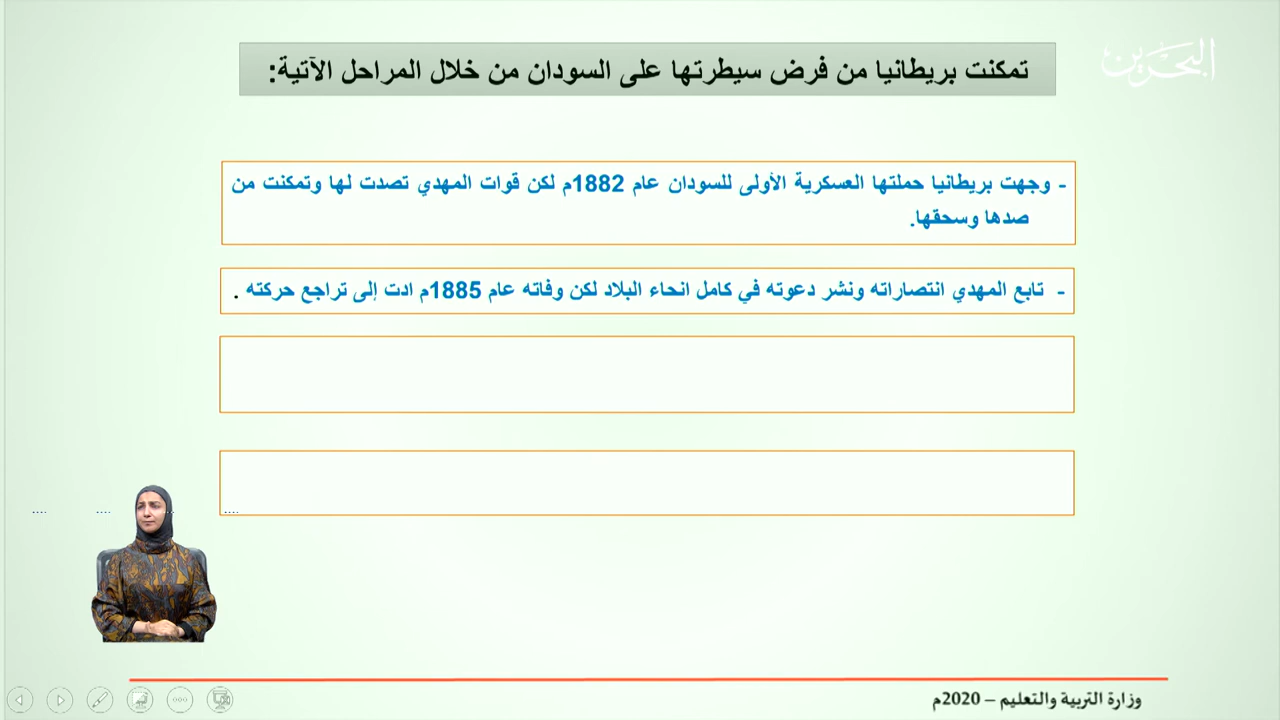 البحرين
تمكنت بريطانيا من فرض سيطرتها على السودان من خلال المراحل الآتية:
- وجهت بريطانيا حملتها العسكرية الأولى للسودان عام 1882م لكن قوات المهدي تصدت لها وتمكنت من
صدها وسحقها.
- تابع المهدي انتصاراته ونشر دعوته في كامل انحاء البلاد لكن وفاته عام 1885م ادت إلى تراجع حركته .
وزارة التربية والتعليم – 2020م